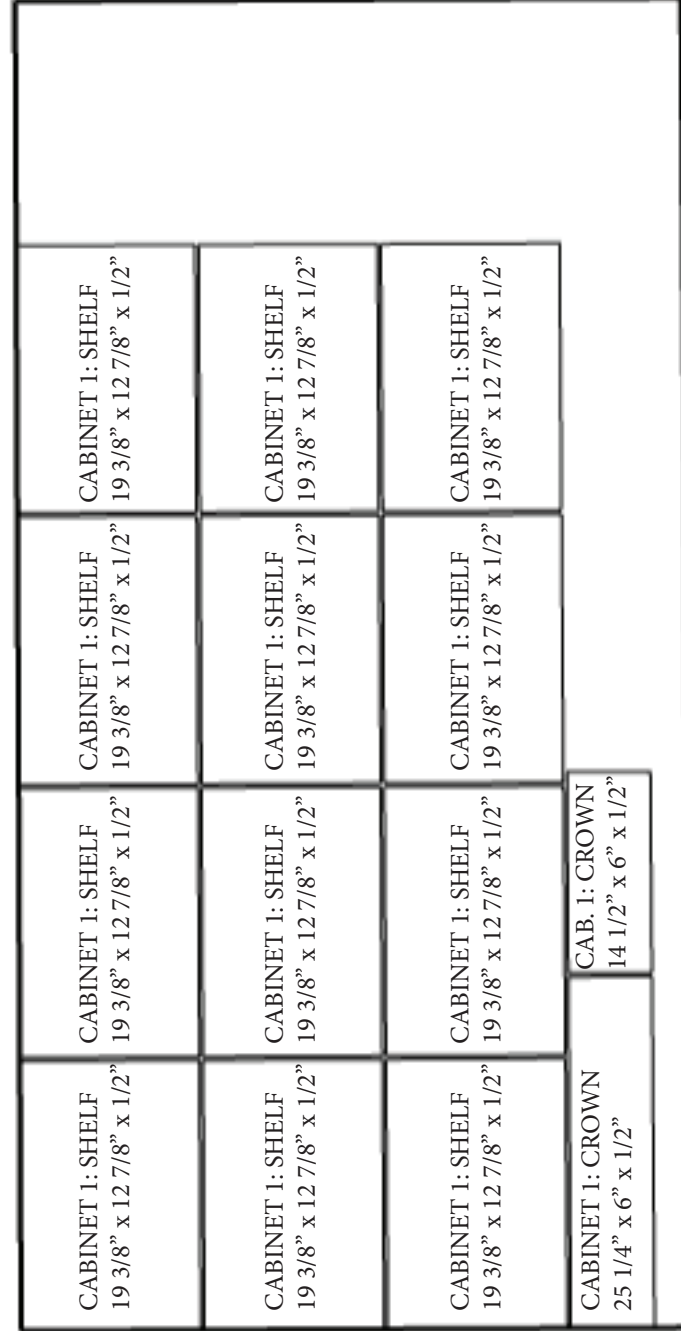 CABINET 1: SHELF
19 3/8” x 12 7/8” x 1/2”
CABINET 1: SHELF
19 3/8” x 12 7/8” x 1/2”
CABINET 1: SHELF
19 3/8” x 12 7/8” x 1/2”
CABINET 1: SHELF
19 3/8” x 12 7/8” x 1/2”
CABINET 1: SHELF
19 3/8” x 12 7/8” x 1/2”
CABINET 1: SHELF
19 3/8” x 12 7/8” x 1/2”
CABINET 1: SHELF
19 3/8” x 12 7/8” x 1/2”
CABINET 1: SHELF
19 3/8” x 12 7/8” x 1/2”
CABINET 1: SHELF
19 3/8” x 12 7/8” x 1/2”
CABINET 1: SHELF
19 3/8” x 12 7/8” x 1/2”
CABINET 1: SHELF
19 3/8” x 12 7/8” x 1/2”
CABINET 1: SHELF
19 3/8” x 12 7/8” x 1/2”
CABINET 1: CROWN
25 1/4” x 6” x 1/2”
CAB. 1: CROWN
14 1/2” x 6” x 1/2”